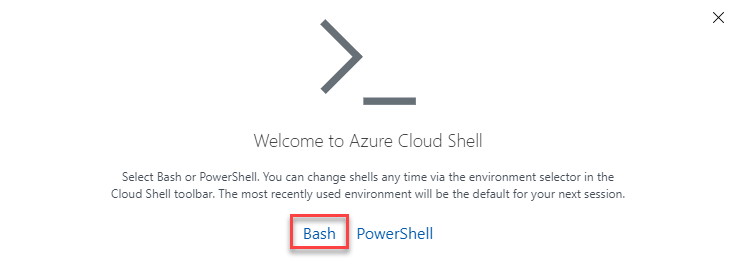 Welcome to Azure Cloud Shell
Select Bash or PowerShell. You can change shells any time via the environment selector in the
Cloud Shell toolbar. The most recently used environment will be the default for your next session.
Bash PowerShell